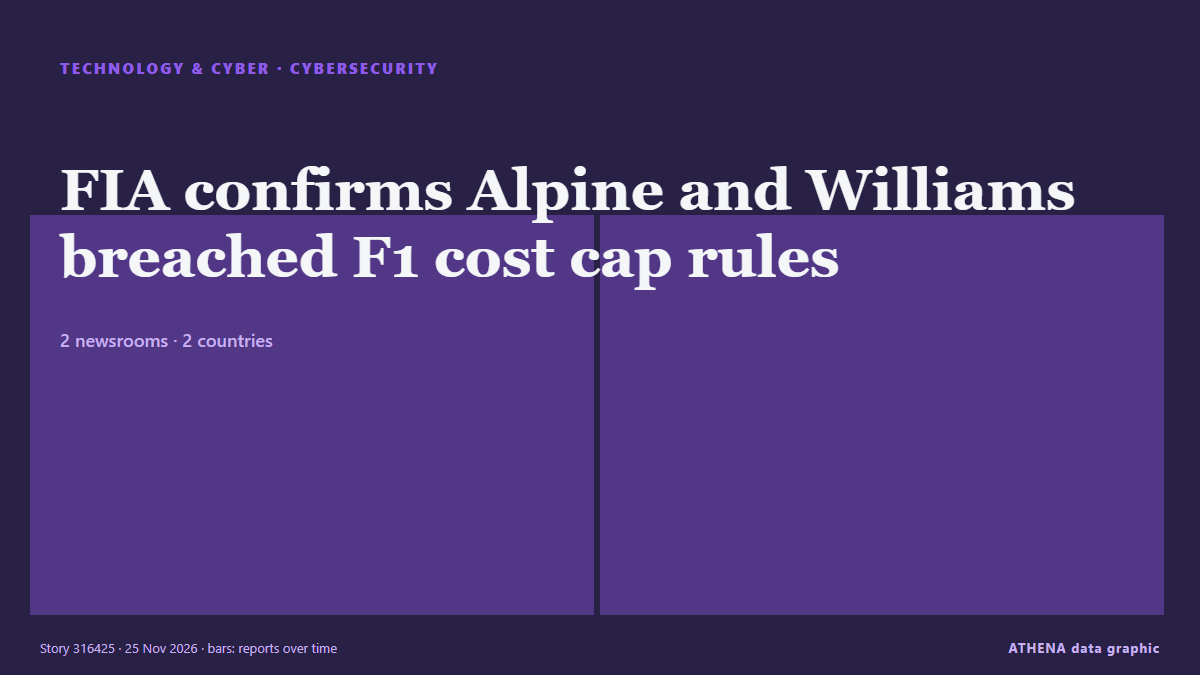 TECHNOLOGY & CYBER · CYBERSECURITY
FIA confirms Alpine and Williams
breached F1 cost cap rules
2 newsrooms · 2 countries
Story 316425 · 25 Nov 2026 · bars: reports over time
ATHENA data graphic